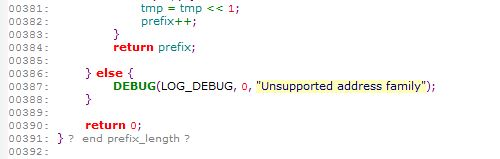 00381: tmp = tmp << 1;
00382: prefix++;
00383: }
00384: return prefix;
00385:
00386: } else {
00387: DEBUG(LOG_DEBUG, 0, "Unsupported address family");
00388: }
00389:
00390: return 0;
00391: } ? end prefix_length ?
00392: